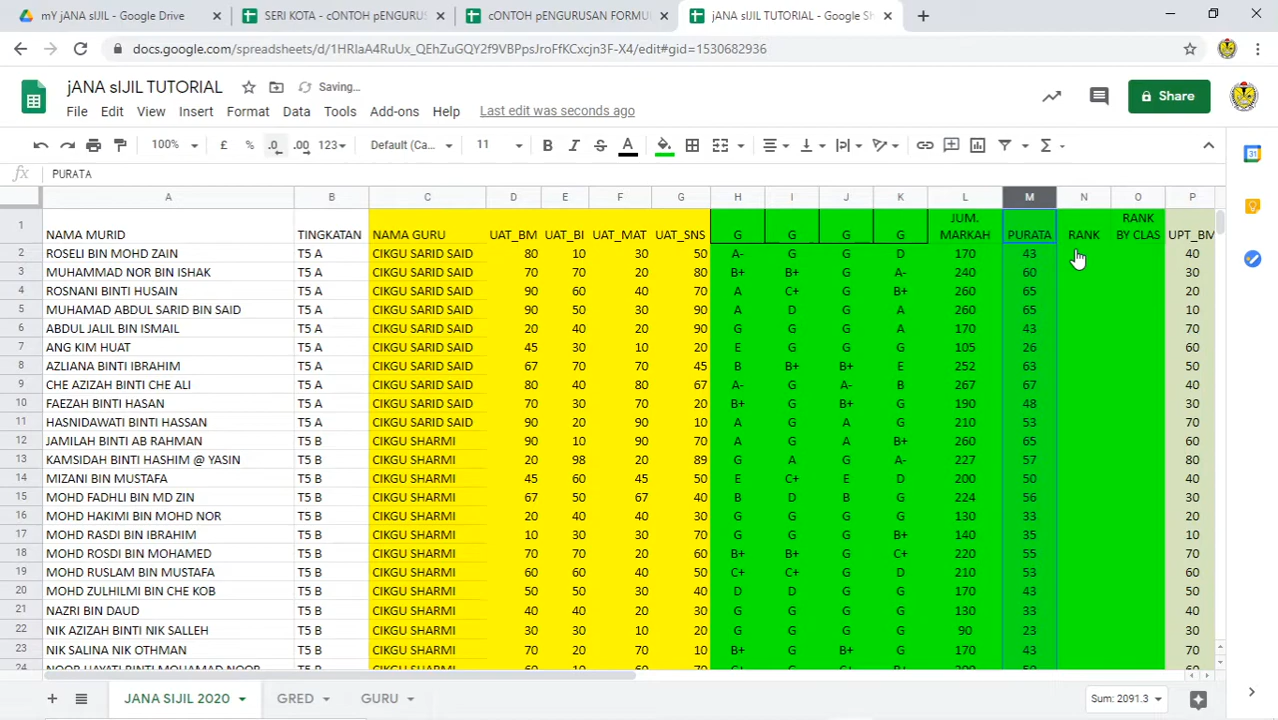 mY jANA sIJIL - Google Drive
SERI KOTA - cONTOH pENGURUS
cONTOH pENGURUSAN FORMUL
jANA sIJIL TUTORIAL - Google Sh
docs.google.com/spreadsheets/d/1HRlaA4RuUx_QEhZuGQY2f9VBPpsJroFfKCxcjn3F-X4/edit#gid=1530682936
jANA sIJIL TUTORIAL
Saving...
File Edit View Insert Format Data Tools Add-ons Help Last edit was seconds ago
Share
100% £ % .0 .00 123 Default (Ca... 11 B I S A Σ
fx PURATA
A B C D E F G H I J K L M N O P
1 NAMA MURID TINGKATAN NAMA GURU UAT_BM UAT_BI UAT_MAT UAT_SNS G G G G JUM. MARKAH PURATA RANK RANK BY CLAS UPT_BM
2 ROSELI BIN MOHD ZAIN T5 A CIKGU SARID SAID 80 10 30 50 A- G G D 170 43 40
3 MUHAMMAD NOR BIN ISHAK T5 A CIKGU SARID SAID 70 70 20 80 B+ B+ G A- 240 60 30
4 ROSNANI BINTI HUSAIN T5 A CIKGU SARID SAID 90 60 40 70 A C+ G B+ 260 65 20
5 MUHAMAD ABDUL SARID BIN SAID T5 A CIKGU SARID SAID 90 50 30 90 A D G A 260 65 10
6 ABDUL JALIL BIN ISMAIL T5 A CIKGU SARID SAID 20 40 20 90 G G G A 170 43 70
7 ANG KIM HUAT T5 A CIKGU SARID SAID 45 30 10 20 E G G G 105 26 60
8 AZLIANA BINTI IBRAHIM T5 A CIKGU SARID SAID 67 70 70 45 B B+ B+ E 252 63 50
9 CHE AZIZAH BINTI CHE ALI T5 A CIKGU SARID SAID 80 40 80 67 A- G A- B 267 67 40
10 FAEZAH BINTI HASAN T5 A CIKGU SARID SAID 70 30 70 20 B+ G B+ G 190 48 30
11 HASNIDAWATI BINTI HASSAN T5 A CIKGU SARID SAID 90 20 90 10 A G A G 210 53 70
12 JAMILAH BINTI AB RAHMAN T5 B CIKGU SHARMI 90 10 90 70 A G A B+ 260 65 60
13 KAMSIDAH BINTI HASHIM @ YASIN T5 B CIKGU SHARMI 20 98 20 89 G A G A- 227 57 80
14 MIZANI BIN MUSTAFA T5 B CIKGU SHARMI 45 60 45 50 E C+ E D 200 50 40
15 MOHD FADHLI BIN MD ZIN T5 B CIKGU SHARMI 67 50 67 40 B D B G 224 56 30
16 MOHD HAKIMI BIN MOHD NOR T5 B CIKGU SHARMI 20 40 40 30 G G G G 130 33 20
17 MOHD RASDI BIN IBRAHIM T5 B CIKGU SHARMI 10 30 30 70 G G G B+ 140 35 10
18 MOHD ROSDI BIN MOHAMED T5 B CIKGU SHARMI 70 70 20 60 B+ B+ G C+ 220 55 70
19 MOHD RUSLAM BIN MUSTAFA T5 B CIKGU SHARMI 60 60 40 50 C+ C+ G D 210 53 60
20 MOHD ZULHILMI BIN CHE KOB T5 B CIKGU SHARMI 50 50 30 40 D D G G 170 43 50
21 NAZRI BIN DAUD T5 B CIKGU SHARMI 40 40 20 30 G G G G 130 33 40
22 NIK AZIZAH BINTI NIK SALLEH T5 B CIKGU SHARMI 30 30 10 20 G G G G 90 23 30
23 NIK SALINA NIK OTHMAN T5 B CIKGU SHARMI 70 20 70 10 B+ G B+ G 170 43 70
24 NOOR HAYATI BINTI MOHAMAD NOOR T5 B CIKGU SHARMI 60 10 60 70 C+ G C+ B+ 200 50 60
JANA SIJIL 2020 GRED GURU Sum: 2091.3